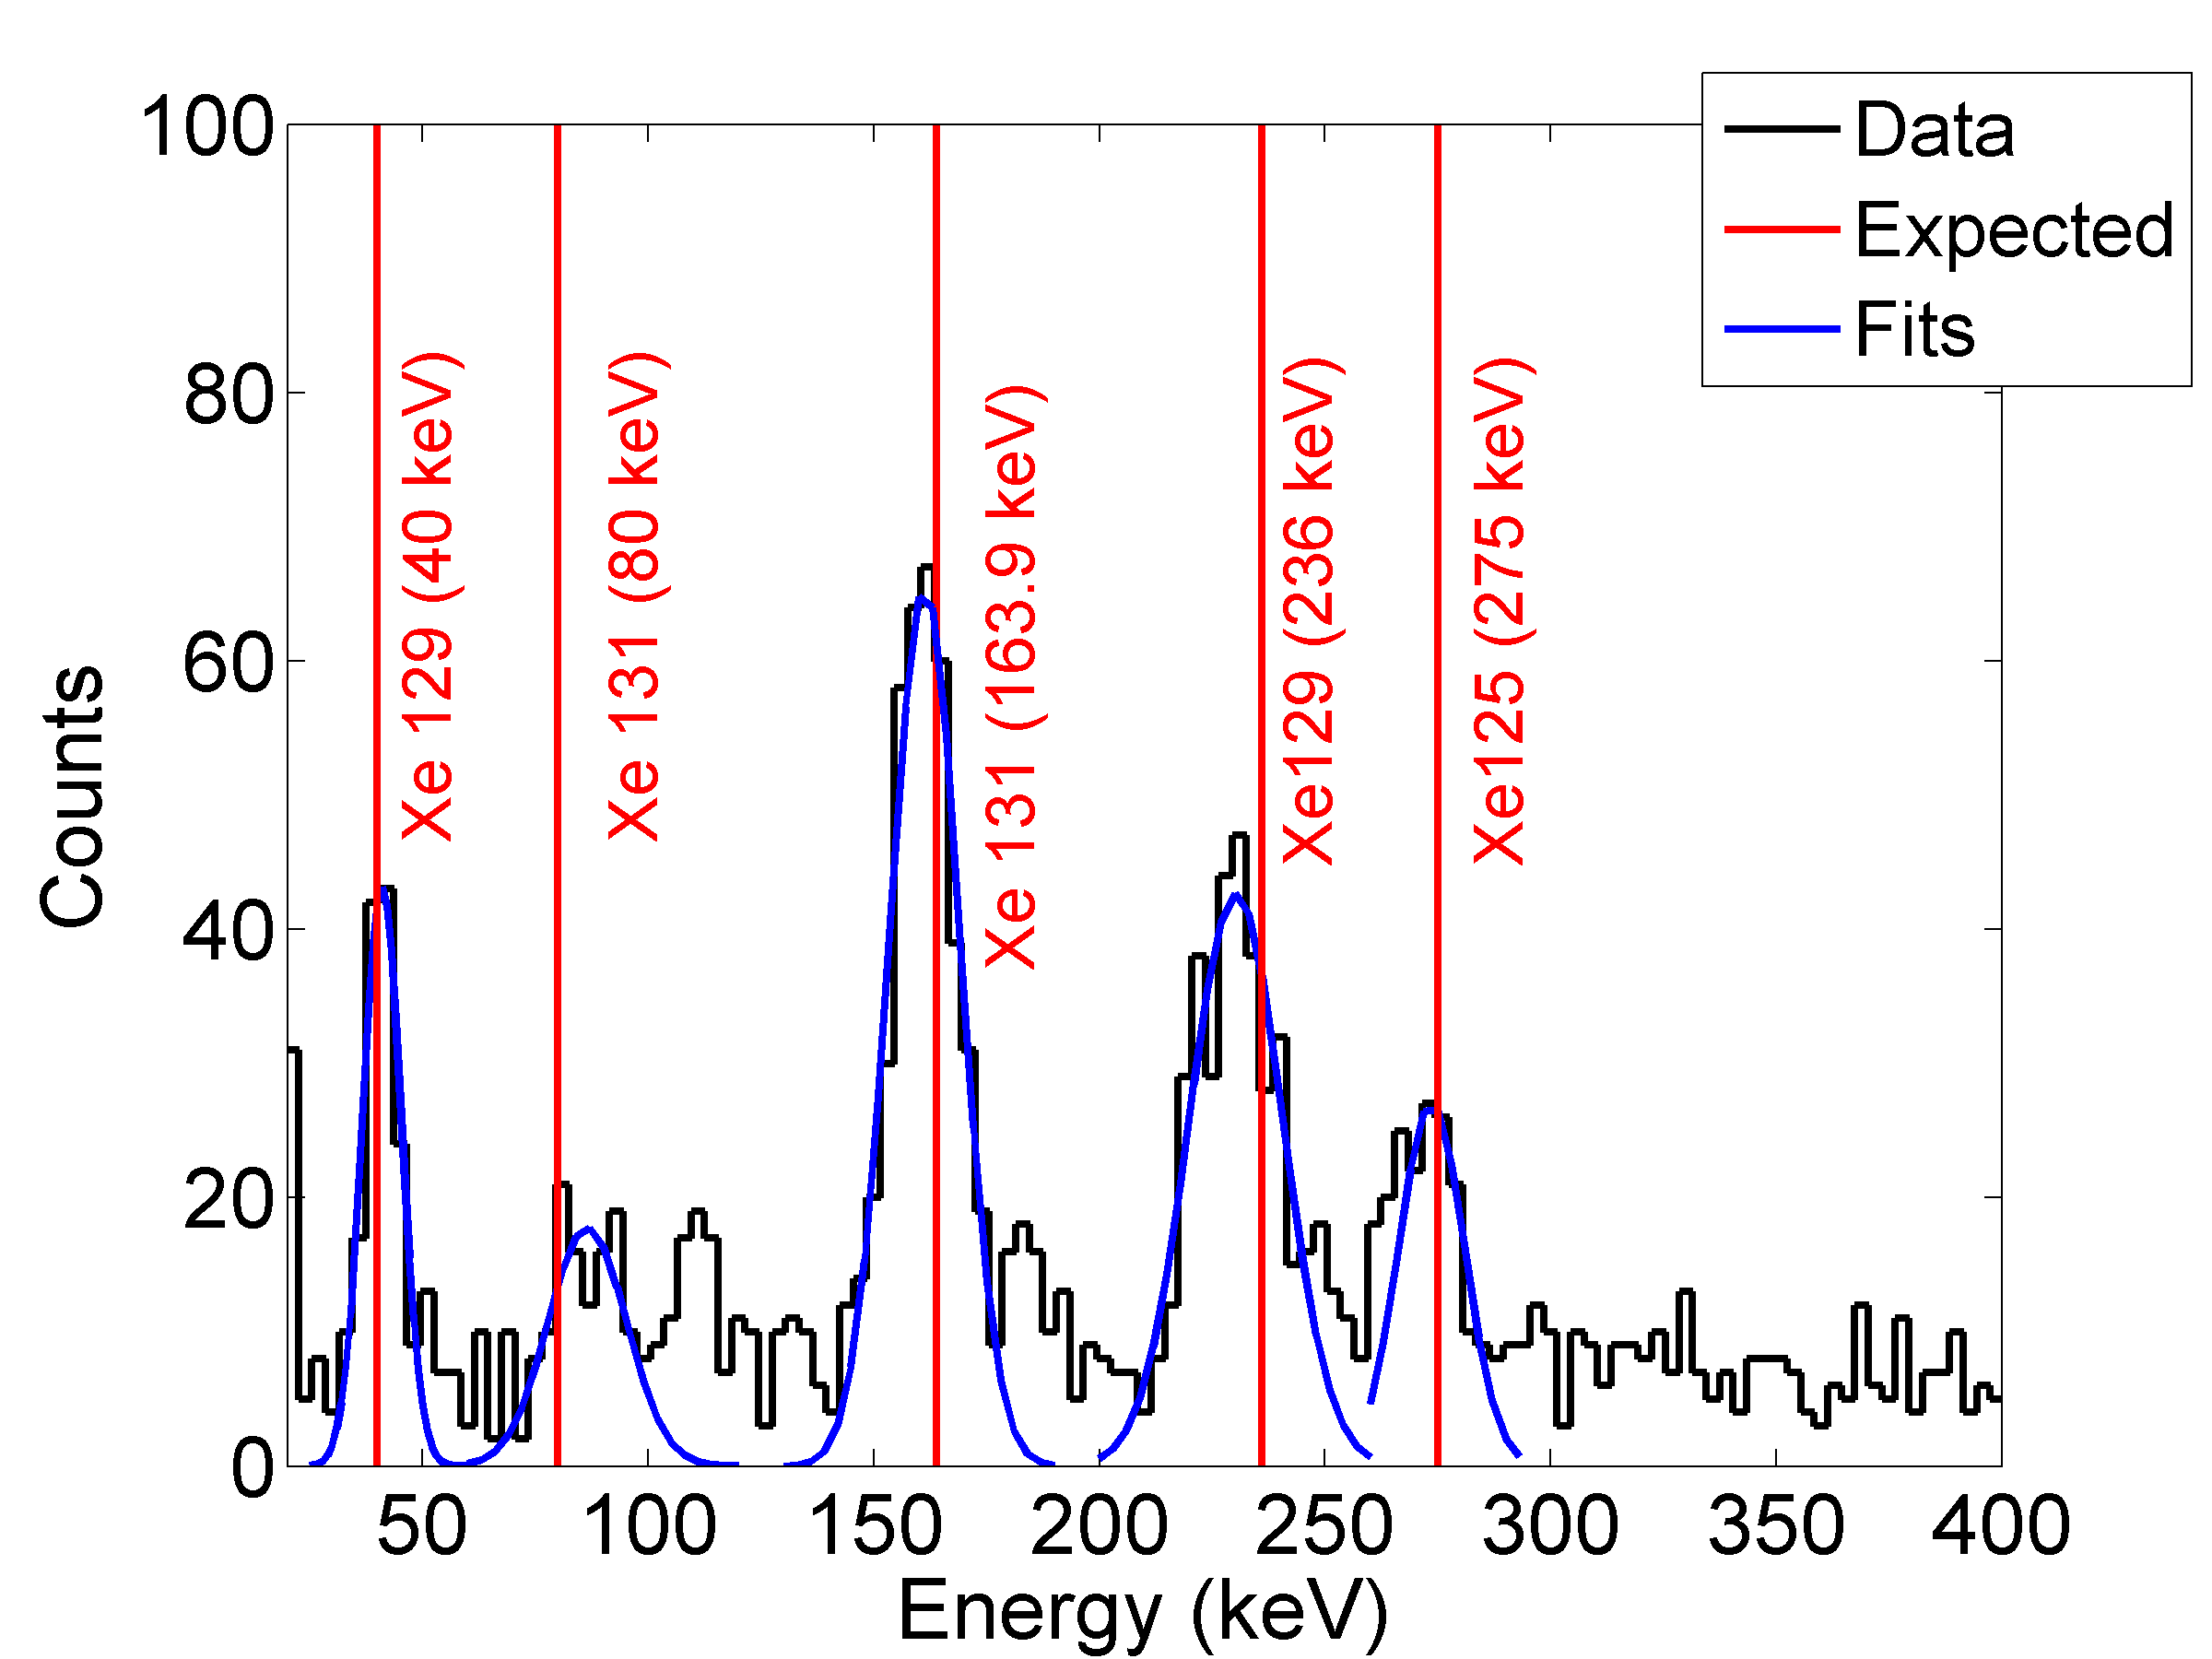 100
80
60
40
20
0
Counts
50
100
150
200
250
300
350
400
Energy (keV)
Xe 129 (40 keV)
Xe 131 (80 keV)
Xe 131 (163.9 keV)
Xe129 (236 keV)
Xe125 (275 keV)
Data
Expected
Fits